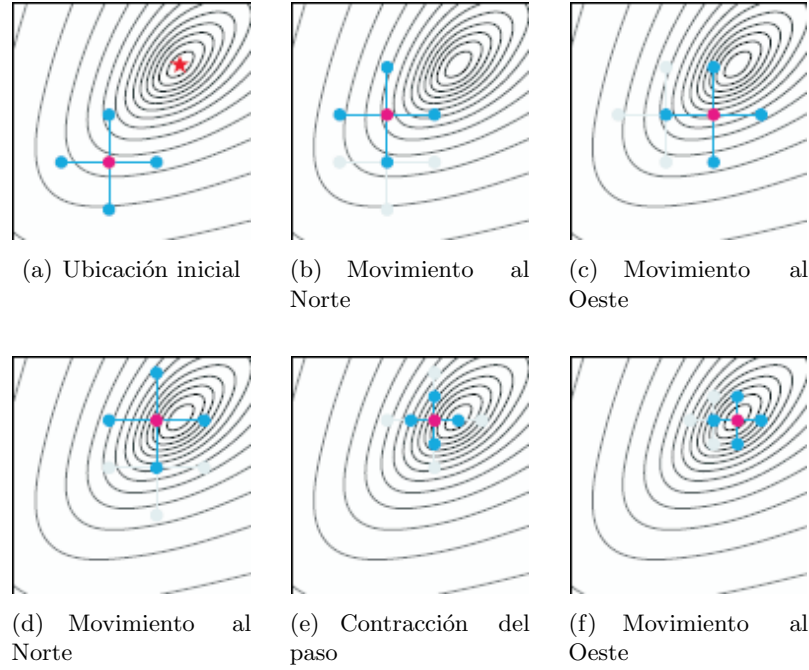 (a) Ubicación inicial
(b) Movimiento al
Norte
(c) Movimiento al
Oeste
(d) Movimiento al
Norte
(e) Contracción del
paso
(f) Movimiento al
Oeste